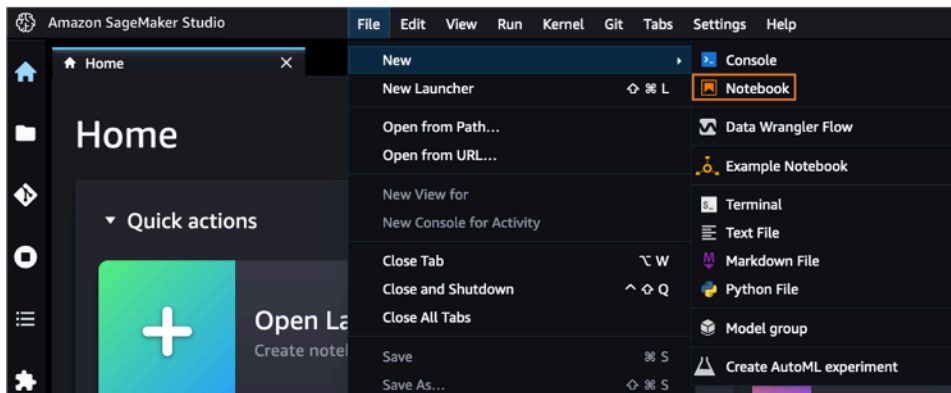 Amazon SageMaker Studio
File Edit View Run Kernel Git Tabs Settings Help
Home
Home
Quick actions
Open La
Create notel
New
New Launcher ⇧ ⌘ L
Open from Path...
Open from URL...
New View for
New Console for Activity
Close Tab ⌥ W
Close and Shutdown ^ ⇧ Q
Close All Tabs
Save ⌘ S
Save As... ⇧ ⌘ S
Console
Notebook
Data Wrangler Flow
Example Notebook
Terminal
Text File
Markdown File
Python File
Model group
Create AutoML experiment